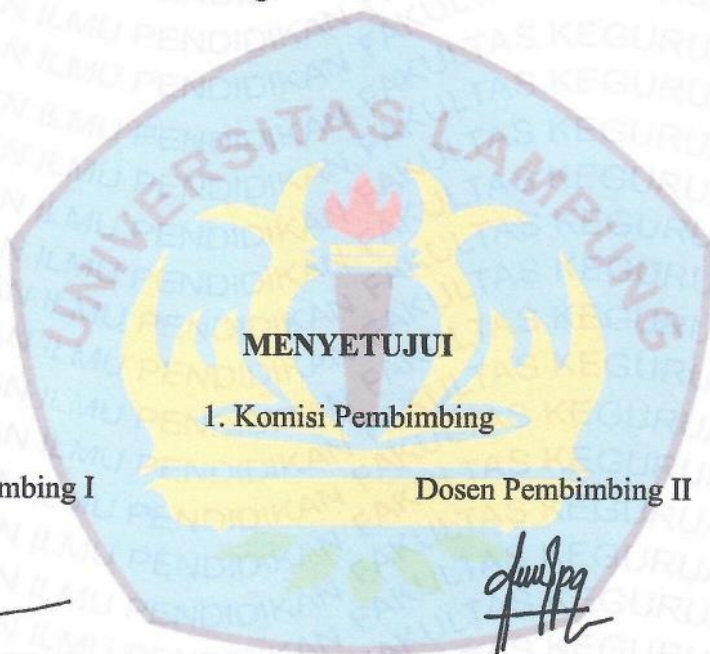 UNIVERSITAS LAMPUNG
MENYETUJUI
1. Komisi Pembimbing
mbing I
Dosen Pembimbing II